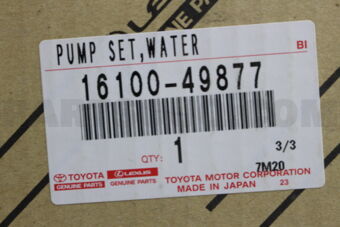 PUMP SET,WATER
BI
16100-49877
QTY:
1
3/3
7M20
TOYOTA
GENUINE PARTS
LEXUS
GENUINE PARTS
TOYOTA MOTOR CORPORATION
MADE IN JAPAN 23